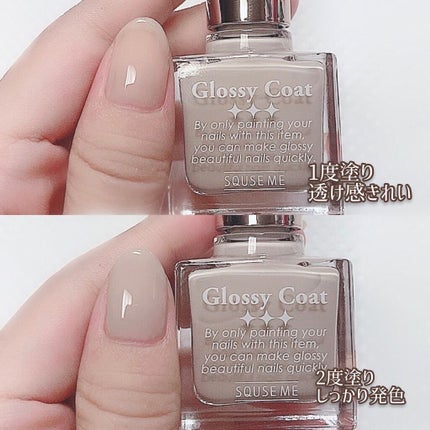 Glossy Coat
By only painting your
nails with this item,
you can make glossy
beautiful nails quickly.
SQUSE ME
1度塗り
透け感きれい
Glossy Coat
By only painting your
nails with this item,
you can make glossy
beautiful nails quickly.
SQUSE ME
2度塗り
しっかり発色